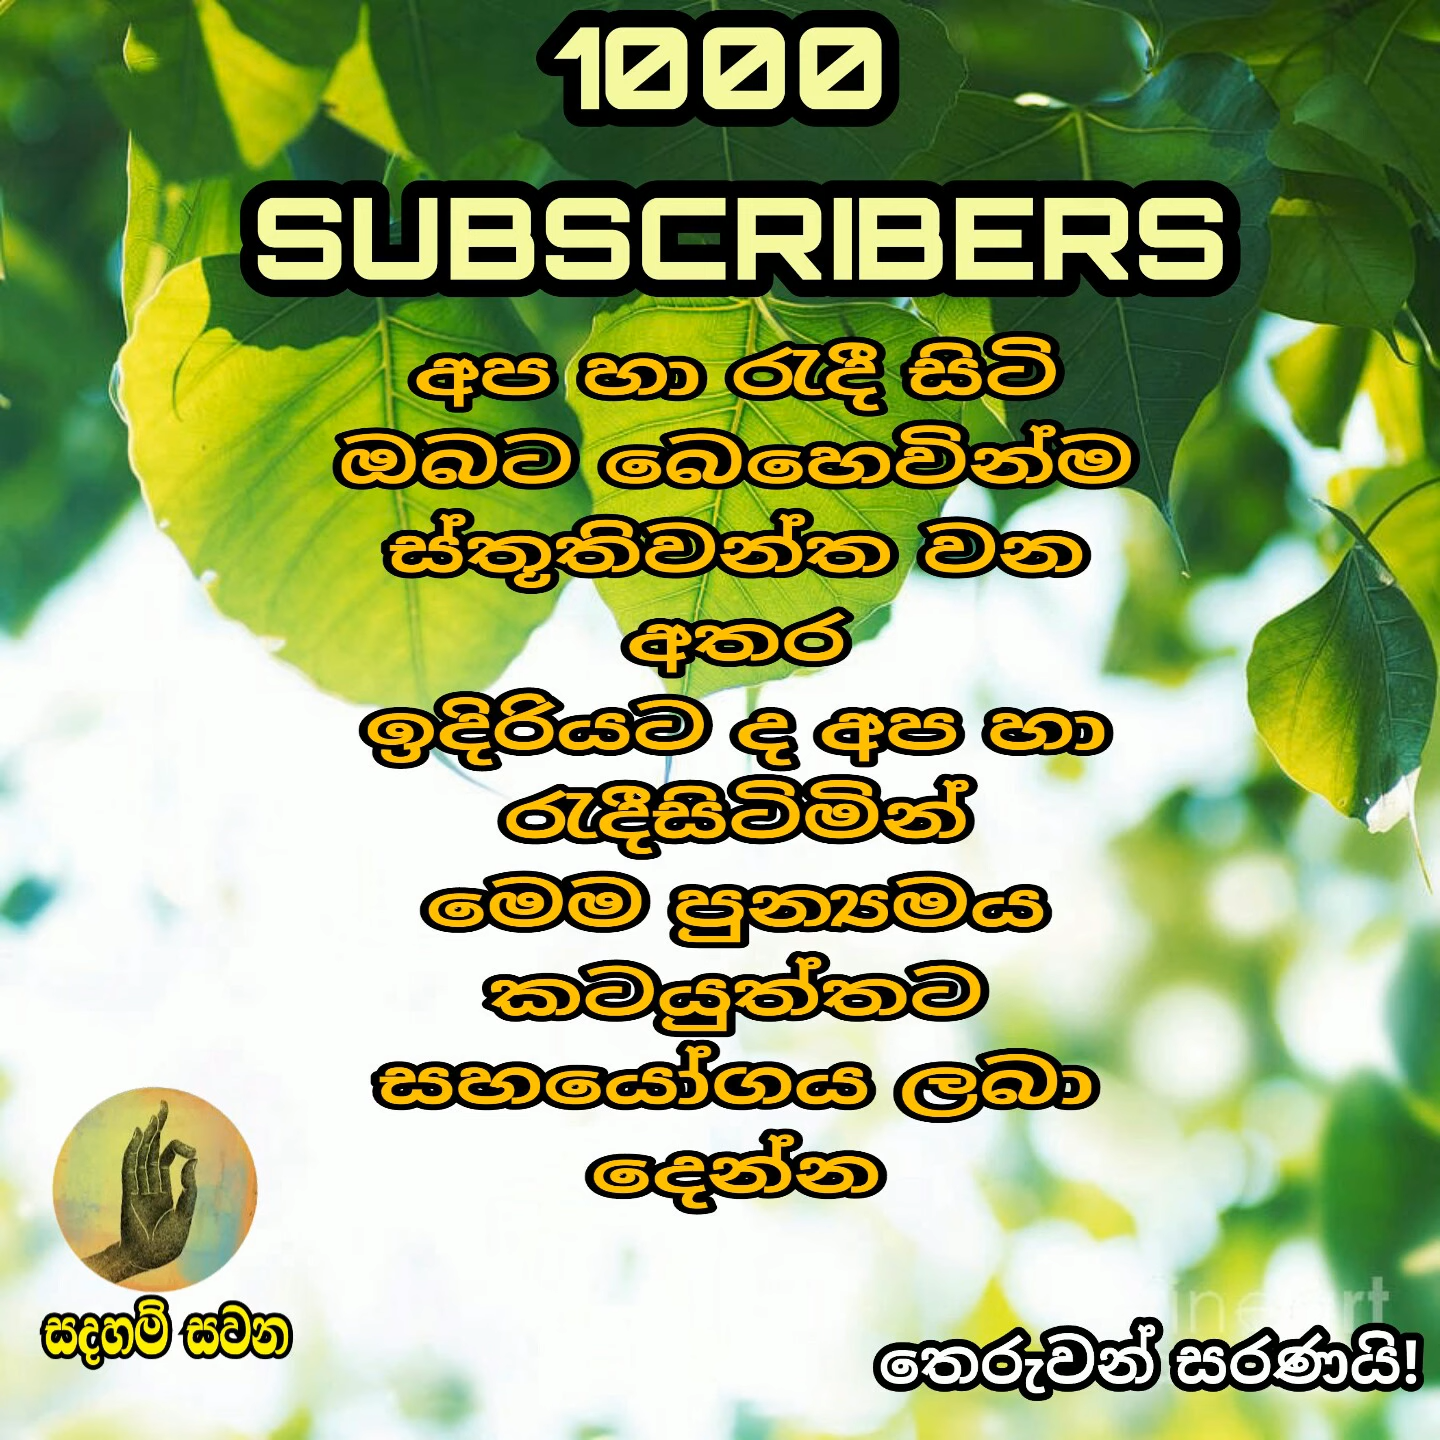 1000
SUBSCRIBERS
අප හා රැදී සිටි
ඔබට බෙහෙවින්ම
ස්තූතිවන්ත වන
අතර
ඉදිරියට ද අප හා
රැදීසිටිමින්
මෙම පුන්‍යමය
කටයුත්තට
සහයෝගය ලබා
දෙන්න
සදහම් සවන
තෙරුවන් සරණයි!